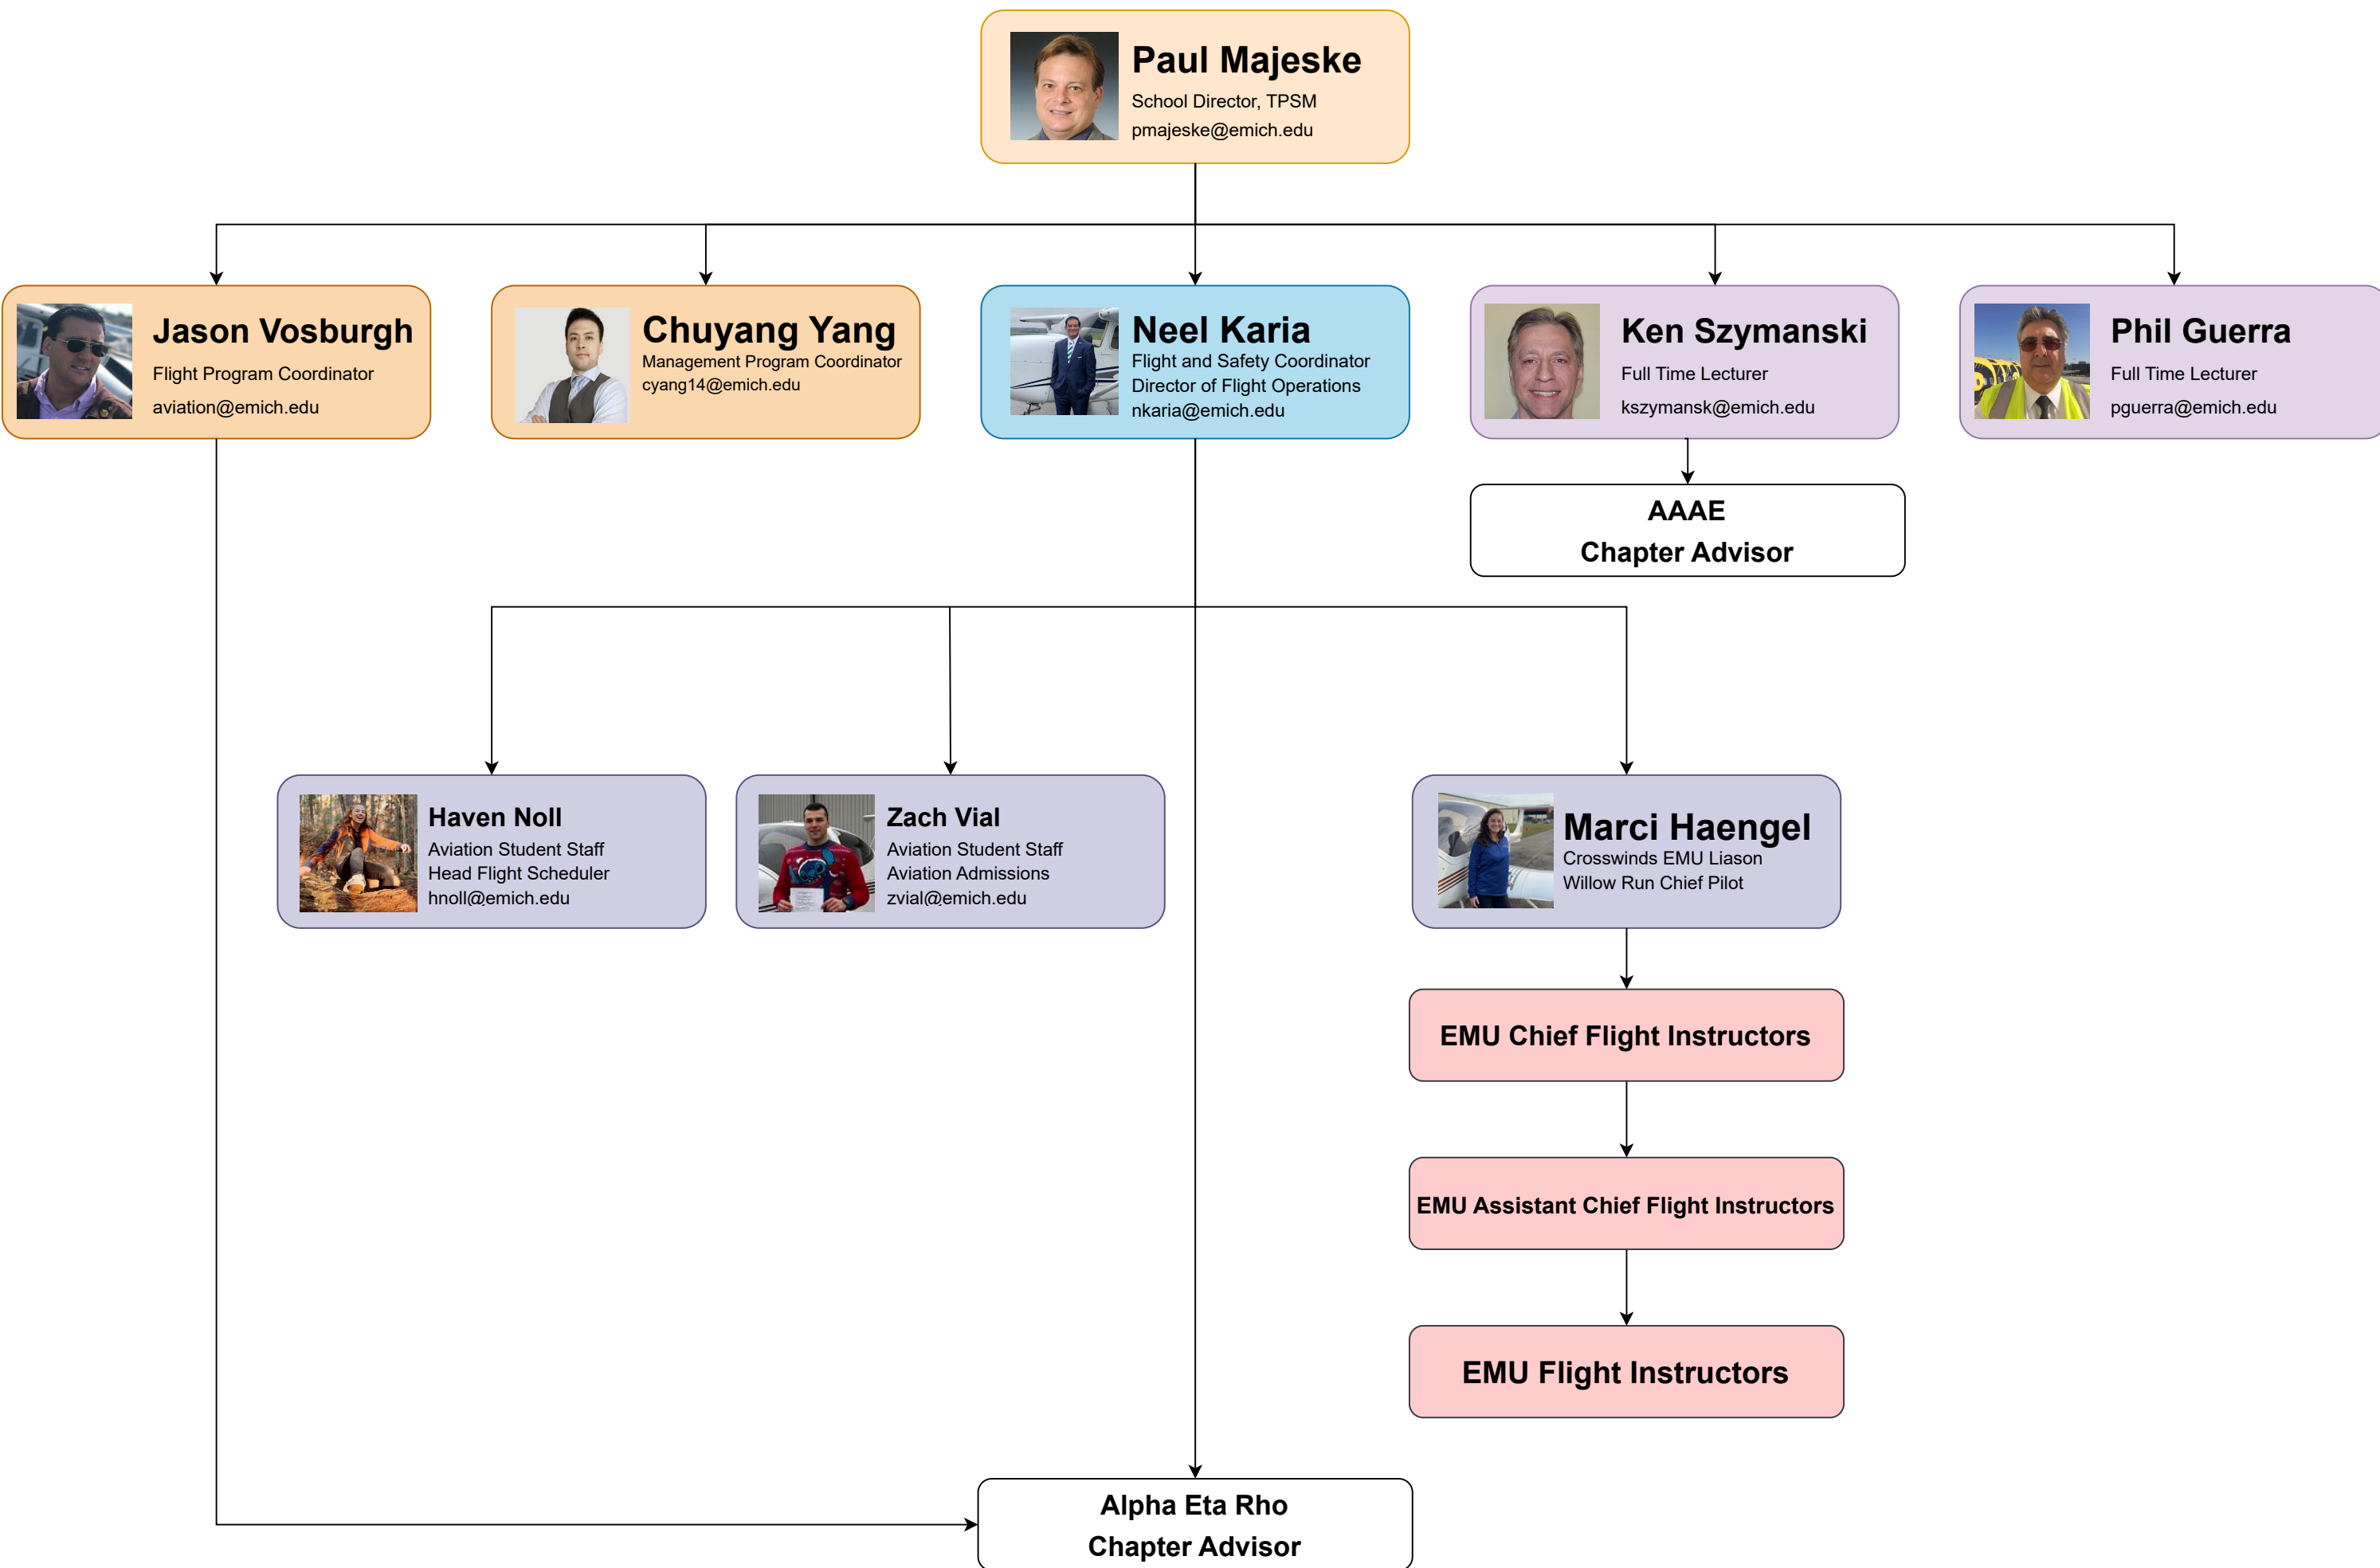 Paul Majeske
School Director, TPSM
pmajeske@emich.edu
Jason Vosburgh
Flight Program Coordinator
aviation@emich.edu
Chuyang Yang
Management Program Coordinator
cyang14@emich.edu
Neel Karia
Flight and Safety Coordinator
Director of Flight Operations
nkaria@emich.edu
Ken Szymanski
Full Time Lecturer
kszymansk@emich.edu
Phil Guerra
Full Time Lecturer
pguerra@emich.edu
AAAE
Chapter Advisor
Haven Noll
Aviation Student Staff
Head Flight Scheduler
hnoll@emich.edu
Zach Vial
Aviation Student Staff
Aviation Admissions
zvial@emich.edu
Marci Haengel
Crosswinds EMU Liason
Willow Run Chief Pilot
EMU Chief Flight Instructors
EMU Assistant Chief Flight Instructors
EMU Flight Instructors
Alpha Eta Rho
Chapter Advisor